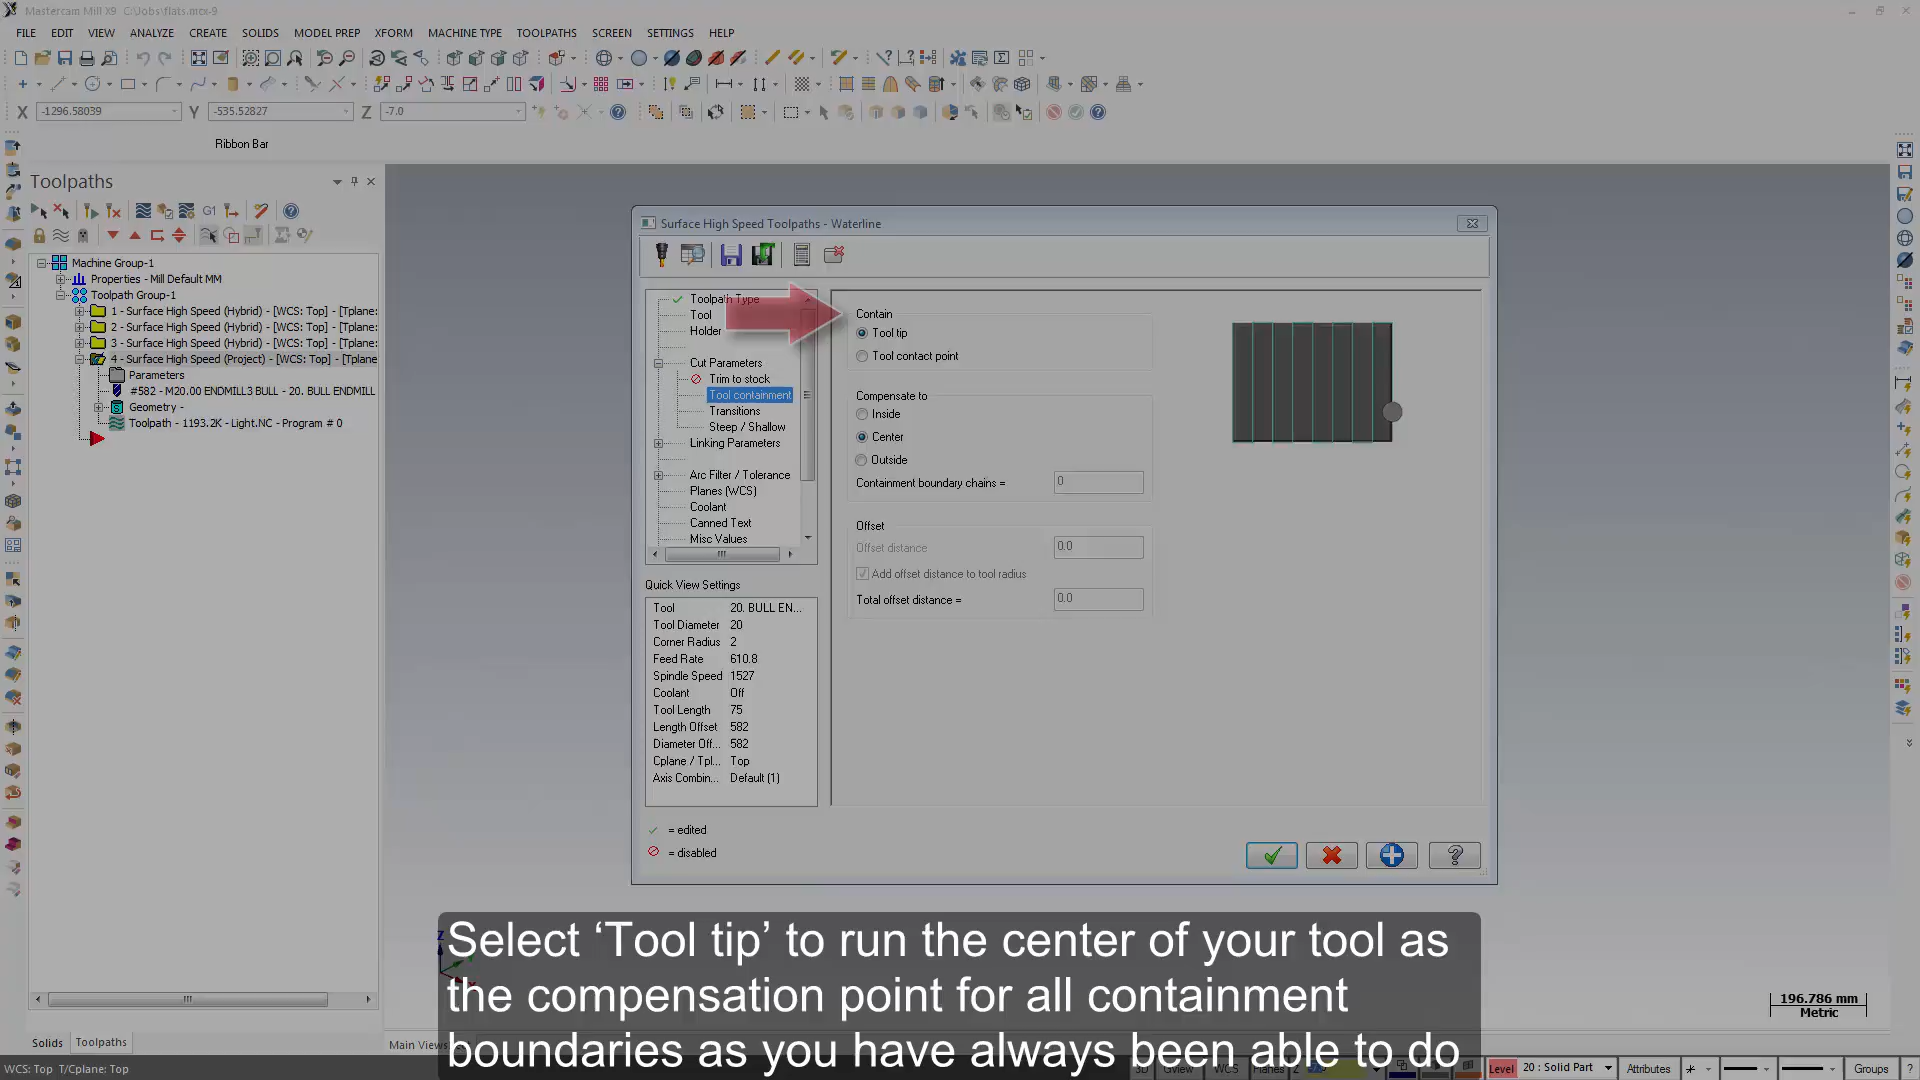 Mastercam Mill X9 C:\Jobs\flats.mcx-9
FILE EDIT VIEW ANALYZE CREATE SOLIDS MODEL PREP XFORM MACHINE TYPE TOOLPATHS SCREEN SETTINGS HELP
X -1296.58039 Y -535.52827 Z -7.0
Ribbon Bar
Toolpaths
G1
Machine Group-1
Properties - Mill Default MM
Toolpath Group-1
1 - Surface High Speed (Hybrid) - [WCS: Top] - [Tplane:
2 - Surface High Speed (Hybrid) - [WCS: Top] - [Tplane:
3 - Surface High Speed (Hybrid) - [WCS: Top] - [Tplane:
4 - Surface High Speed (Project) - [WCS: Top] - [Tplane
Parameters
#582 - M20.00 ENDMILL3 BULL - 20. BULL ENDMILL
Geometry -
Toolpath - 1193.2K - Light.NC - Program # 0
Solids Toolpaths
Surface High Speed Toolpaths - Waterline
Toolpath Type
Tool
Holder
Cut Parameters
Trim to stock
Tool containment
Transitions
Steep / Shallow
Linking Parameters
Arc Filter / Tolerance
Planes (WCS)
Coolant
Canned Text
Misc Values
Quick View Settings
Tool 20. BULL EN...
Tool Diameter 20
Corner Radius 2
Feed Rate 610.8
Spindle Speed 1527
Coolant Off
Tool Length 75
Length Offset 582
Diameter Off... 582
Cplane / Tpl... Top
Axis Combin... Default (1)
= edited
= disabled
Contain
Tool tip
Tool contact point
Compensate to
Inside
Center
Outside
Containment boundary chains = 0
Offset
Offset distance 0.0
Add offset distance to tool radius
Total offset distance = 0.0
Select ‘Tool tip’ to run the center of your tool as
the compensation point for all containment
boundaries as you have always been able to do
196.786 mm
Metric
Main View
WCS: Top T/Cplane: Top
3D Gview WCS Planes Z Level 20 : Solid Part Attributes Groups ?